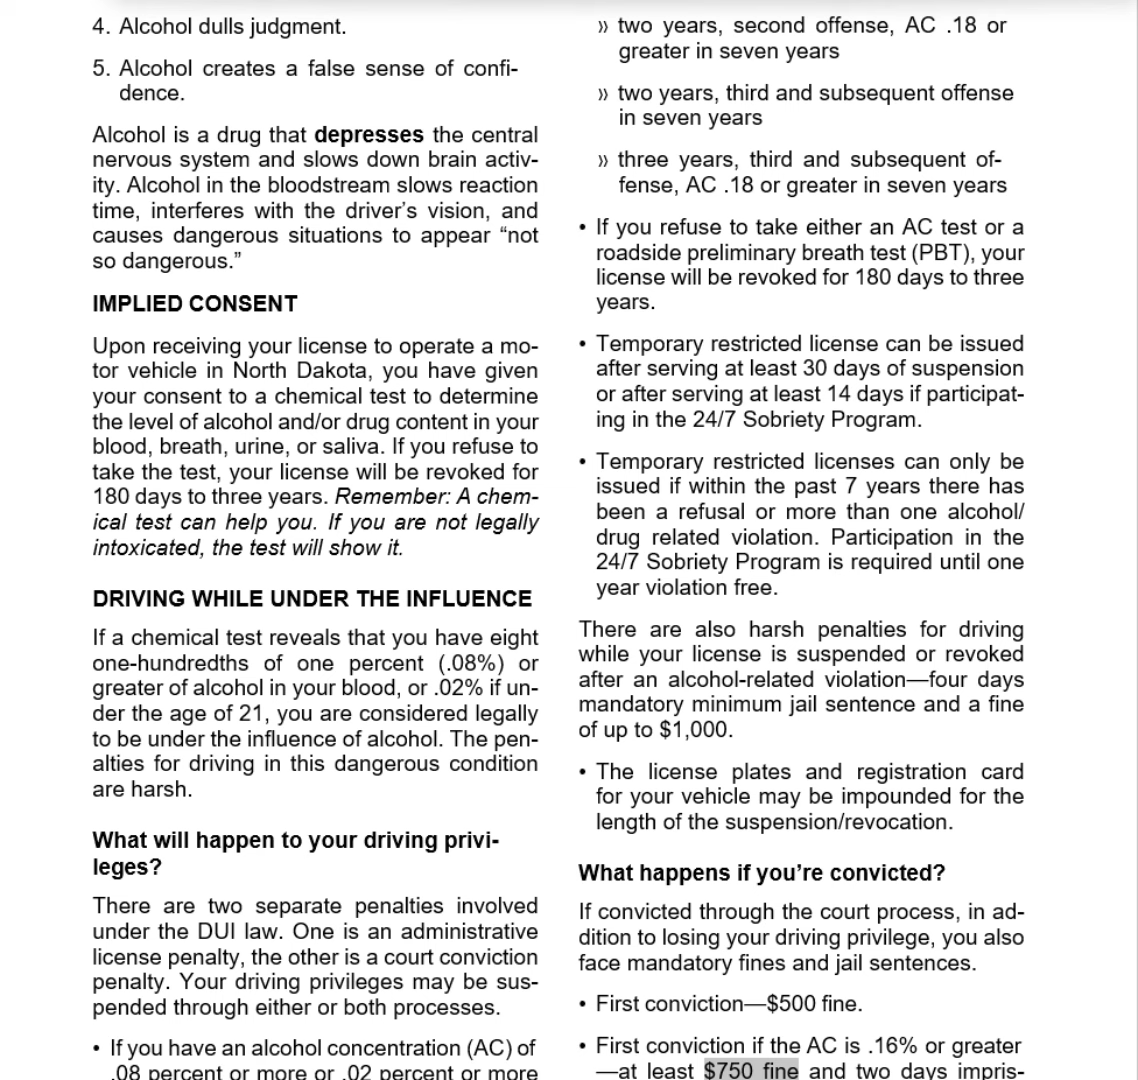 4. Alcohol dulls judgment.
5. Alcohol creates a false sense of confi-
dence.
Alcohol is a drug that depresses the central
nervous system and slows down brain activ-
ity. Alcohol in the bloodstream slows reaction
time, interferes with the driver's vision, and
causes dangerous situations to appear “not
so dangerous.”
IMPLIED CONSENT
Upon receiving your license to operate a mo-
tor vehicle in North Dakota, you have given
your consent to a chemical test to determine
the level of alcohol and/or drug content in your
blood, breath, urine, or saliva. If you refuse to
take the test, your license will be revoked for
180 days to three years. Remember: A chem-
ical test can help you. If you are not legally
intoxicated, the test will show it.
DRIVING WHILE UNDER THE INFLUENCE
If a chemical test reveals that you have eight
one-hundredths of one percent (.08%) or
greater of alcohol in your blood, or .02% if un-
der the age of 21, you are considered legally
to be under the influence of alcohol. The pen-
alties for driving in this dangerous condition
are harsh.
What will happen to your driving privi-
leges?
There are two separate penalties involved
under the DUI law. One is an administrative
license penalty, the other is a court conviction
penalty. Your driving privileges may be sus-
pended through either or both processes.
• If you have an alcohol concentration (AC) of
.08 percent or more or .02 percent or more
» two years, second offense, AC .18 or
greater in seven years
» two years, third and subsequent offense
in seven years
» three years, third and subsequent of-
fense, AC .18 or greater in seven years
• If you refuse to take either an AC test or a
roadside preliminary breath test (PBT), your
license will be revoked for 180 days to three
years.
• Temporary restricted license can be issued
after serving at least 30 days of suspension
or after serving at least 14 days if participat-
ing in the 24/7 Sobriety Program.
• Temporary restricted licenses can only be
issued if within the past 7 years there has
been a refusal or more than one alcohol/
drug related violation. Participation in the
24/7 Sobriety Program is required until one
year violation free.
There are also harsh penalties for driving
while your license is suspended or revoked
after an alcohol-related violation—four days
mandatory minimum jail sentence and a fine
of up to $1,000.
• The license plates and registration card
for your vehicle may be impounded for the
length of the suspension/revocation.
What happens if you’re convicted?
If convicted through the court process, in ad-
dition to losing your driving privilege, you also
face mandatory fines and jail sentences.
• First conviction—$500 fine.
• First conviction if the AC is .16% or greater
—at least $750 fine and two days impris-